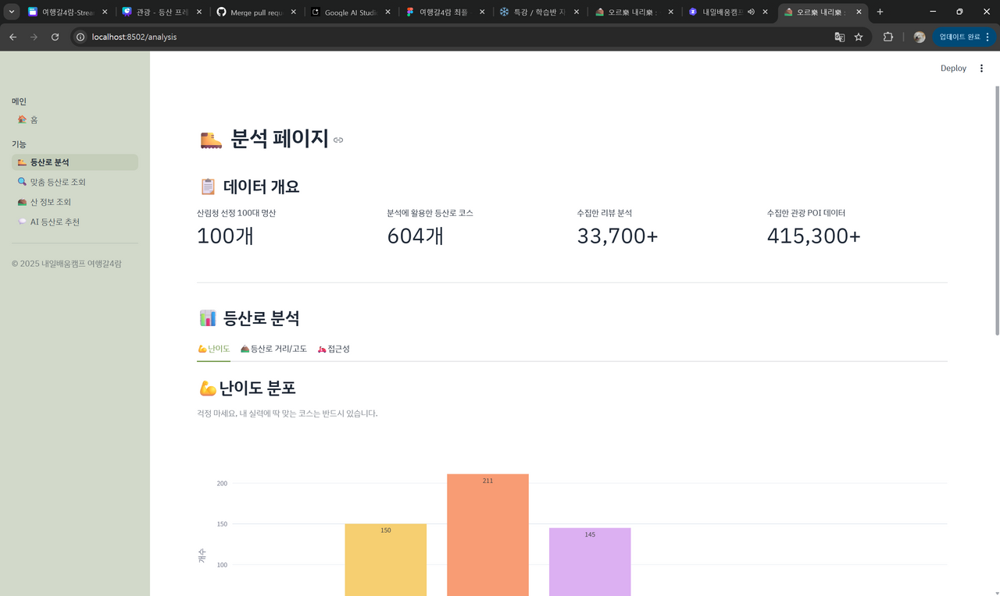 여행갈4람-Stream
관광 - 등산 프레
Merge pull requ
Google AI Studi
여행갈4람 최종
특강 / 학습반 자
오르樂 내리樂 :
내일배움캠프
오르樂 내리樂 :
localhost:8502/analysis
업데이트 완료
Deploy
메인
홈
기능
등산로 분석
맞춤 등산로 조회
산 정보 조회
AI 등산로 추천
© 2025 내일배움캠프 여행갈4람
분석 페이지
데이터 개요
산림청 선정 100대 명산
100개
분석에 활용한 등산로 코스
604개
수집한 리뷰 분석
33,700+
수집한 관광 POI 데이터
415,300+
등산로 분석
난이도
등산로 거리/고도
접근성
난이도 분포
걱정 마세요, 내 실력에 딱 맞는 코스는 반드시 있습니다.
개수
200
150
100
150
211
145